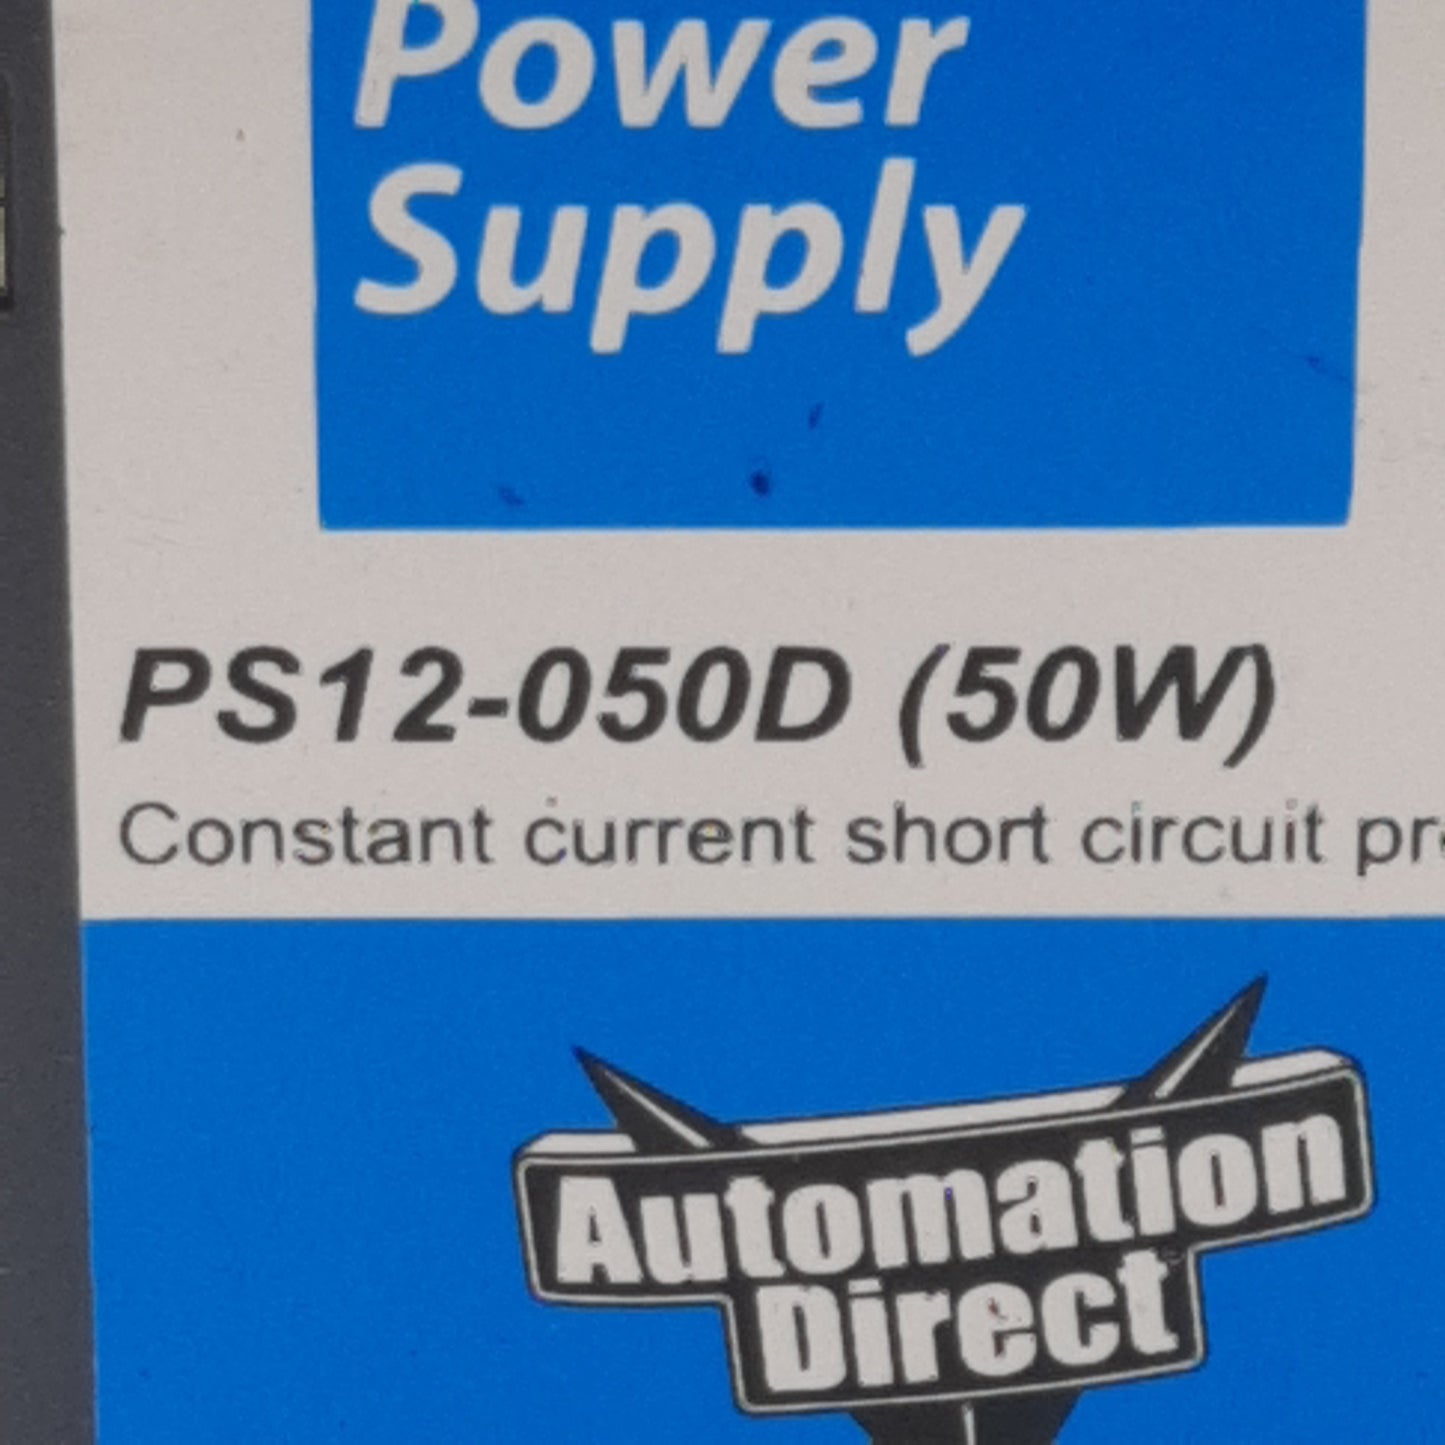 Power
Supply
PS12-050D (50W)
Constant current short circuit
Automation
Direct